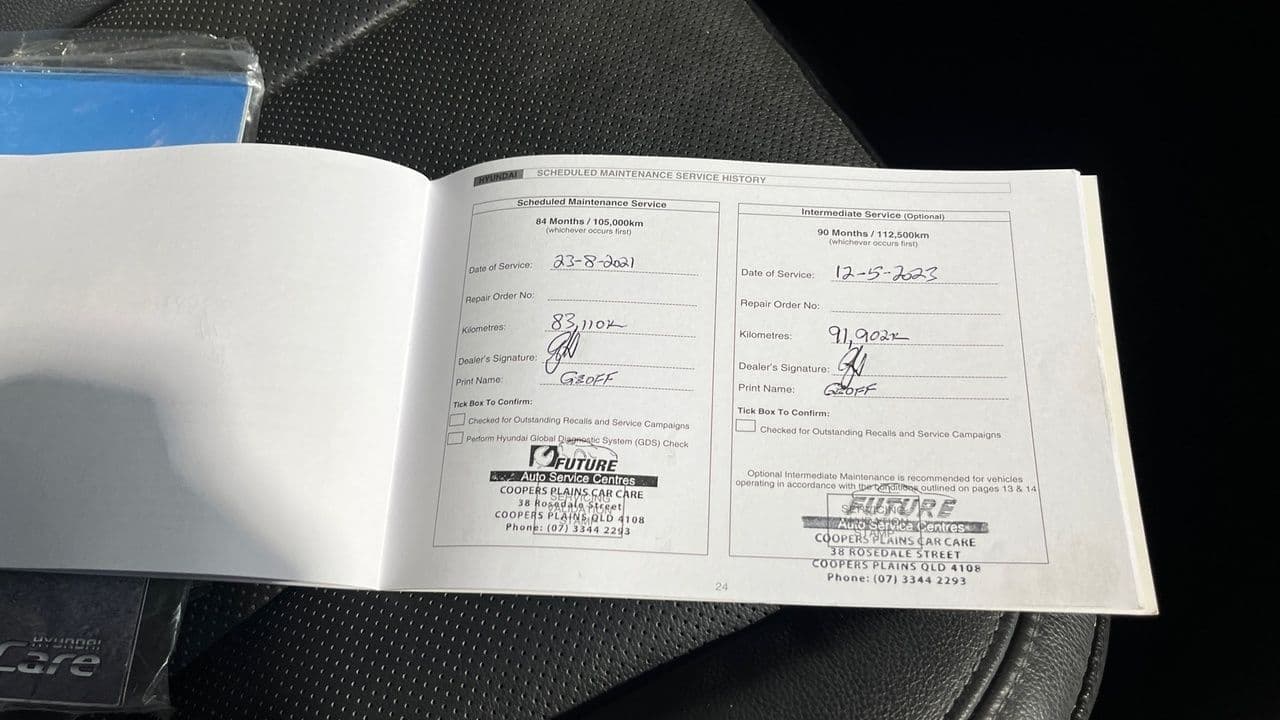 HYUNDAI SCHEDULED MAINTENANCE SERVICE HISTORY
Scheduled Maintenance Service
84 Months / 105,000km
(whichever occurs first)
Date of Service: 23-8-2021
Repair Order No:
Kilometres: 83,110k
Dealer's Signature:
Print Name: GEOFF
Tick Box To Confirm:
Checked for Outstanding Recalls and Service Campaigns
Perform Hyundai Global Diagnostic System (GDS) Check
FUTURE
Auto Service Centres
COOPERS PLAINS CAR CARE
38 Rosedale Street
COOPERS PLAINS QLD 4108
Phone: (07) 3344 2293
SERVICING
VALIDATION
STAMP
Intermediate Service (Optional)
90 Months / 112,500km
(whichever occurs first)
Date of Service: 12-5-2023
Repair Order No:
Kilometres: 91,902k
Dealer's Signature:
Print Name: GEOFF
Tick Box To Confirm:
Checked for Outstanding Recalls and Service Campaigns
Optional Intermediate Maintenance is recommended for vehicles
operating in accordance with the conditions outlined on pages 13 & 14
FUTURE
Auto Service Centres
COOPERS PLAINS CAR CARE
38 ROSEDALE STREET
COOPERS PLAINS QLD 4108
Phone: (07) 3344 2293
SERVICING
STAMP
24
HYUNDAI
Care